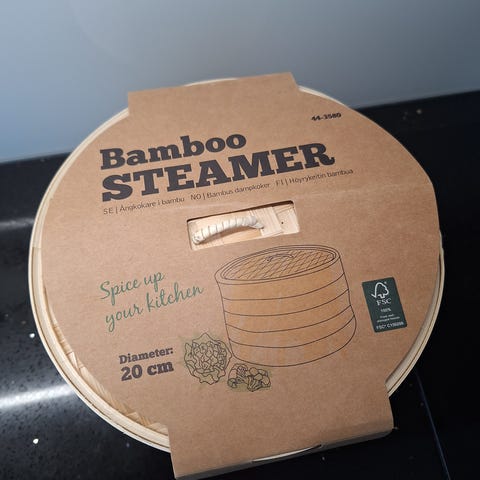 44-3580
Bamboo
STEAMER
SE | Ångkokare i bambu NO | Bambus dampkoker FI | Höyrykeitin bambua
Spice up
your kitchen
Diameter:
20 cm
FSC
100%